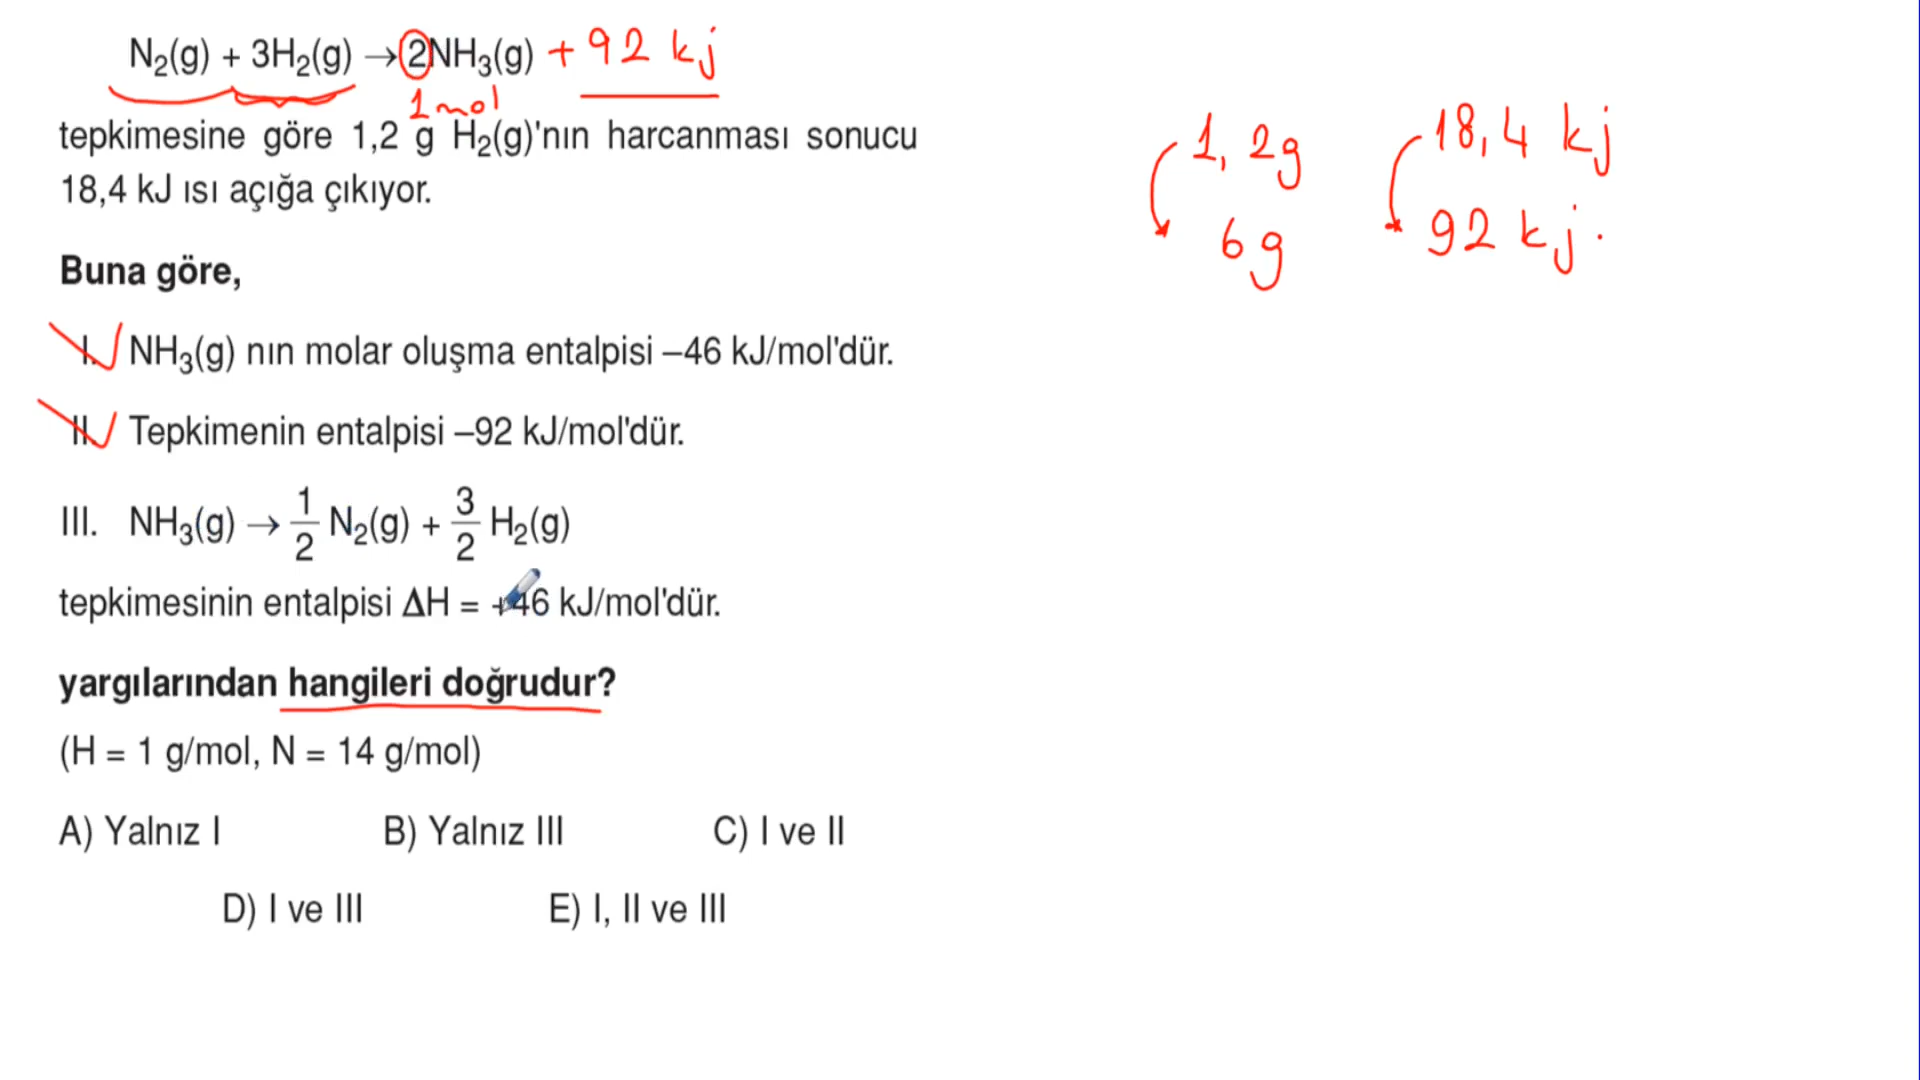 N₂(g) + 3H₂(g) → 2NH₃(g) + 92 kj
1 mol
tepkimesine göre 1,2 g H₂(g)'nın harcanması sonucu
18,4 kJ ısı açığa çıkıyor.
1,2g 18,4 kj
6g 92 kj.
Buna göre,
I. NH₃(g) nın molar oluşma entalpisi –46 kJ/mol'dür.
II. Tepkimenin entalpisi –92 kJ/mol'dür.
III. NH₃(g) → 1/2 N₂(g) + 3/2 H₂(g)
tepkimesinin entalpisi ΔH = +46 kJ/mol'dür.
yargılarından hangileri doğrudur?
(H = 1 g/mol, N = 14 g/mol)
A) Yalnız I B) Yalnız III C) I ve II
D) I ve III E) I, II ve III